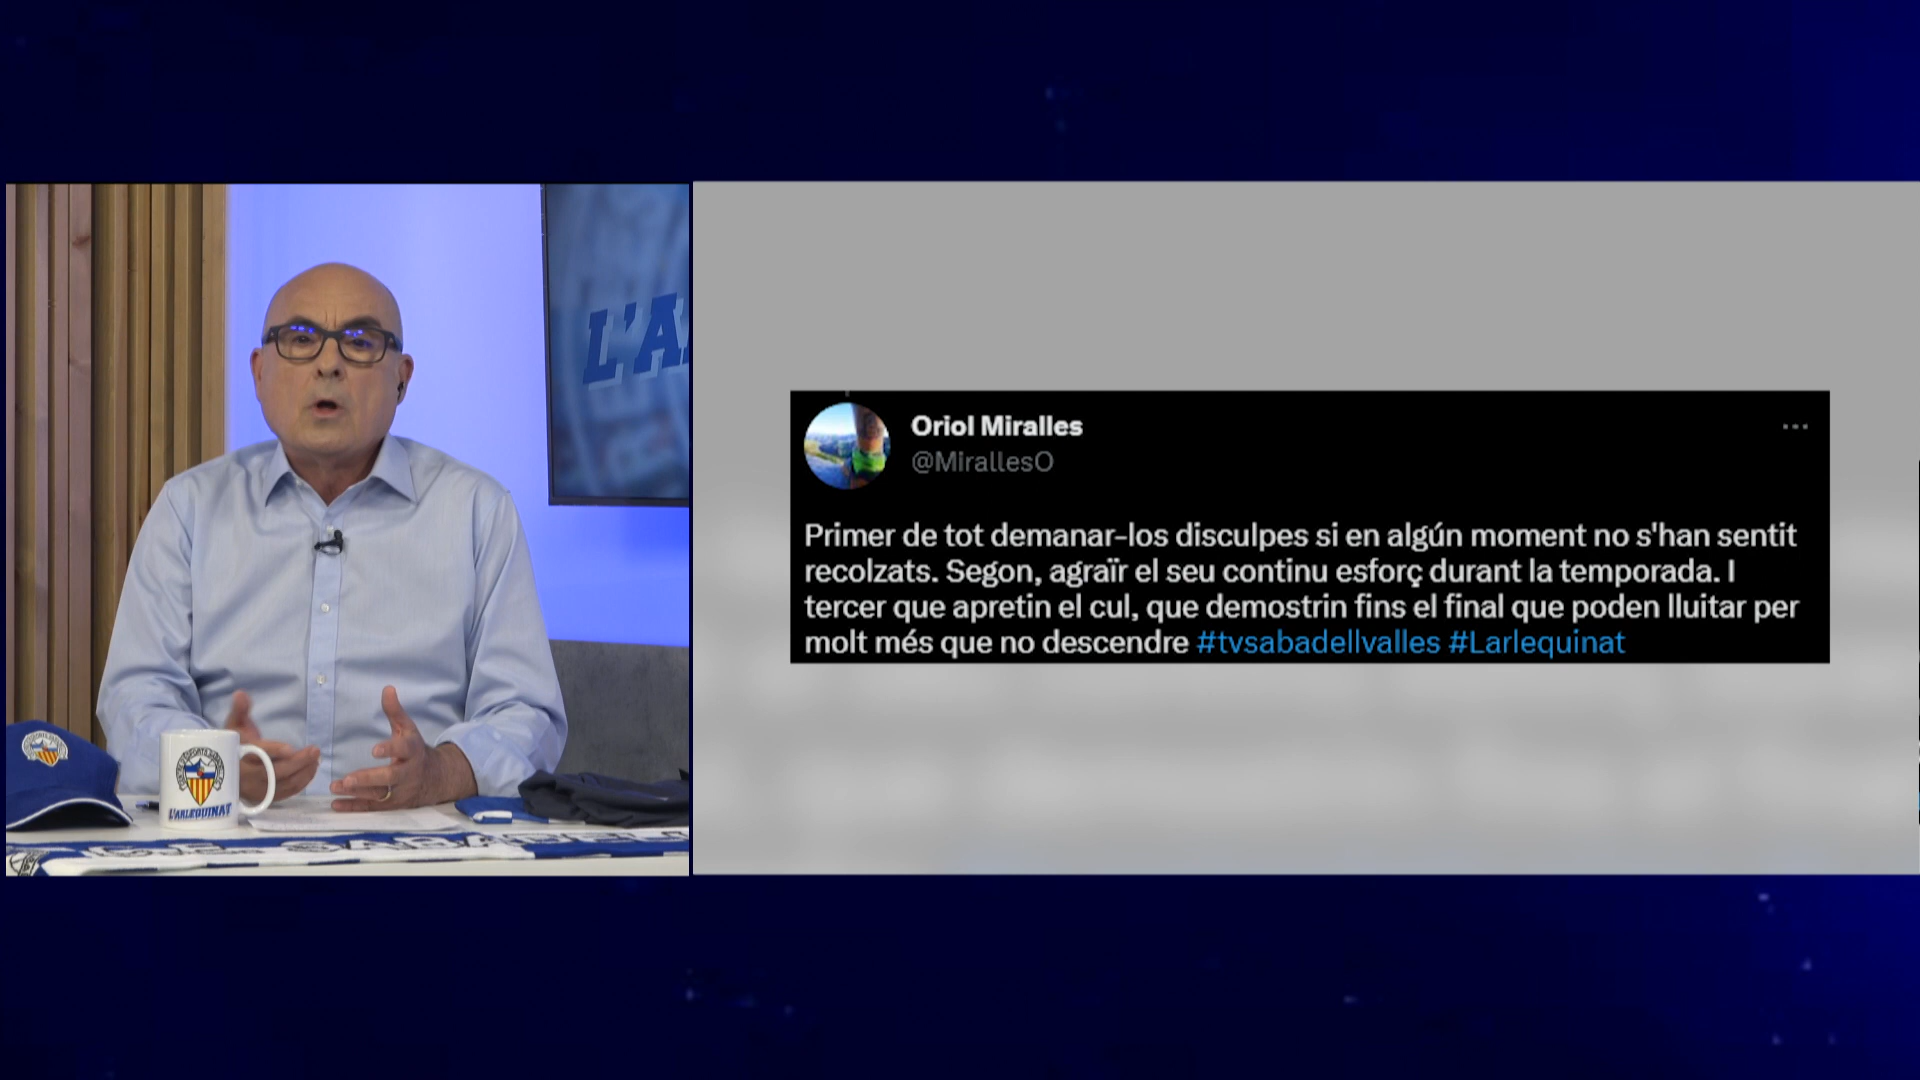 L'A
Oriol Miralles
@MirallesO
Primer de tot demanar-los disculpes si en algún moment no s'han sentit
recolzats. Segon, agraïr el seu continu esforç durant la temporada. I
tercer que apretin el cul, que demostrin fins el final que poden lluitar per
molt més que no descendre #tvsabadellvalles #Larlequinat
L'ARLEQUINAT
C.E. SABADELL